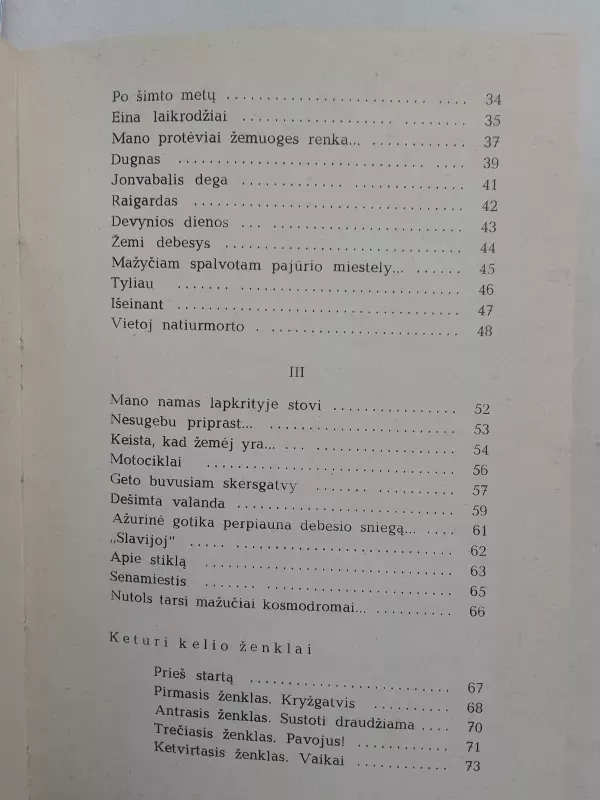 Po šimto metų ........................ .... 34
Eina laikrodžiai ................. ........ 35
Mano protėviai žemuoges renka... ............ 37
Dugnas ............................. .... 39
Jonvabalis dega ............ ............. 41
Raigardas ................................ 42
Devynios dienos ... ....................... 43
Žemi debesys ............................ 44
Mažyčiam spalvotam pajūrio miestely... ...... 45
Tyliau ...... ........................... 46
Išeinant .................................. 47
Vietoj natiurmorto . ........................ 48
III
Mano namas lapkrityje stovi ................ 52
Nesugebu priprast... ....................... 53
Keista, kad žemėj yra... ... ................ 54
Motociklai .............................. 56
Geto buvusiam skersgatvy ....... ........ 57
Dešimta valanda ........................... 59
Ažurinė gotika perpiauna debesio sniegą... .... 61
„Slavijoj“ ..... .......................... 62
Apie stiklą .............................. 63
Senamiestis ...... ....................... 65
Nutols tarsi mažučiai kosmodromai... ........... 66
Keturi kelio ženklai
Prieš startą ........................... 67
Pirmasis ženklas. Kryžgatvis .......... 68
Antrasis ženklas. Sustoti draudžiama .... 70
Trečiasis ženklas. Pavojus! ............ 71
Ketvirtasis ženklas. Vaikai ............ 73